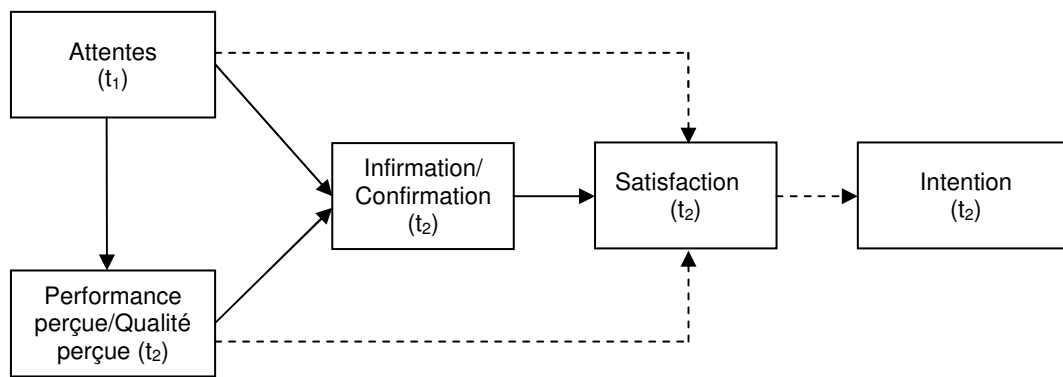 Attentes
(t₁)
Infirmation/
Confirmation
(t₂)
Satisfaction
(t₂)
Intention
(t₂)
Performance
perçue/Qualité
perçue (t₂)